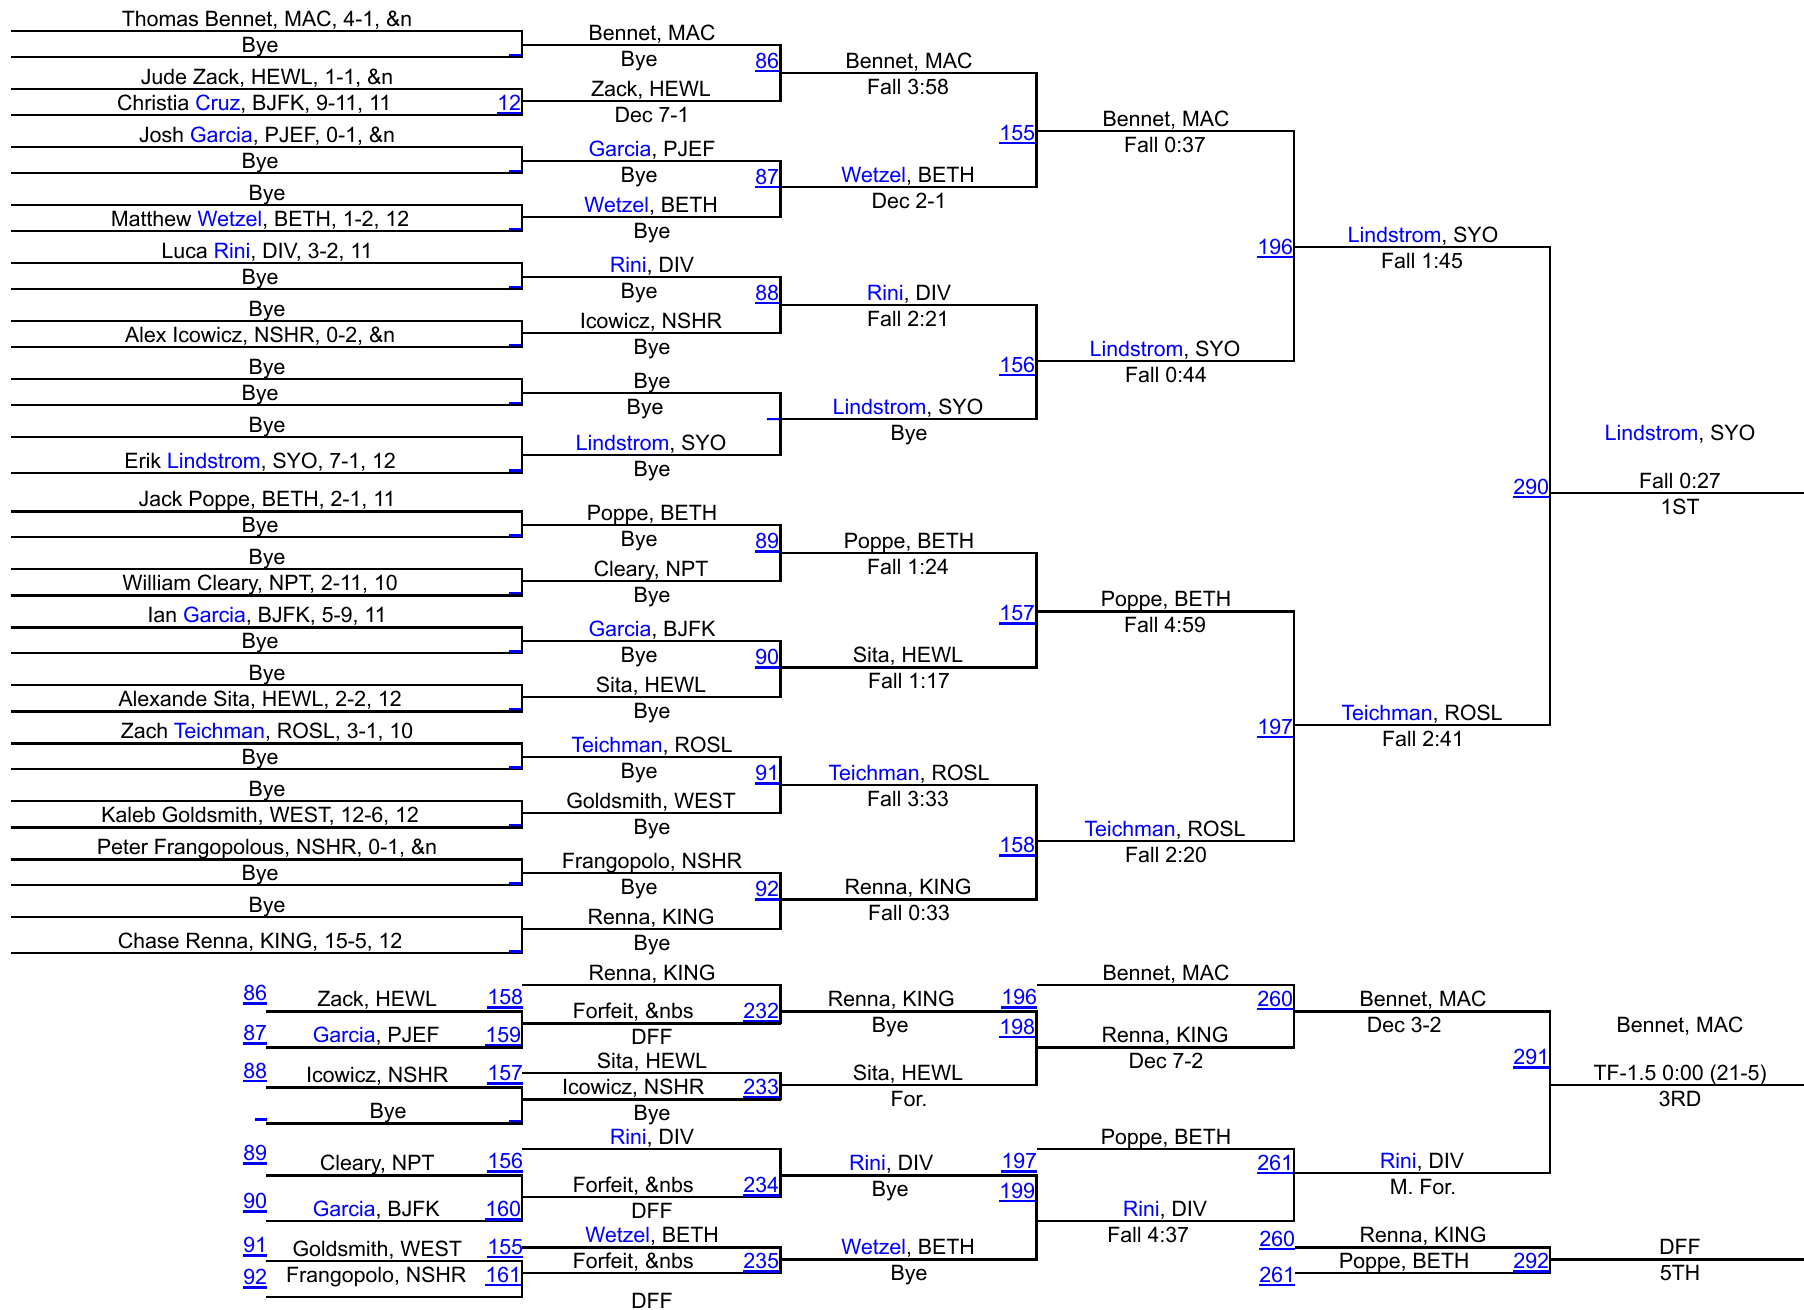 Thomas Bennet, MAC, 4-1, &n
Bye
Jude Zack, HEWL, 1-1, &n
Christia Cruz, BJFK, 9-11, 11
12
Josh Garcia, PJEF, 0-1, &n
Bye
Bye
Matthew Wetzel, BETH, 1-2, 12
Luca Rini, DIV, 3-2, 11
Bye
Bye
Alex Icowicz, NSHR, 0-2, &n
Bye
Bye
Bye
Erik Lindstrom, SYO, 7-1, 12
Jack Poppe, BETH, 2-1, 11
Bye
Bye
William Cleary, NPT, 2-11, 10
Ian Garcia, BJFK, 5-9, 11
Bye
Bye
Alexande Sita, HEWL, 2-2, 12
Zach Teichman, ROSL, 3-1, 10
Bye
Bye
Kaleb Goldsmith, WEST, 12-6, 12
Peter Frangopolous, NSHR, 0-1, &n
Bye
Bye
Chase Renna, KING, 15-5, 12
Bennet, MAC
Bye
86
Zack, HEWL
Dec 7-1
Garcia, PJEF
Bye
87
Wetzel, BETH
Bye
Rini, DIV
Bye
88
Icowicz, NSHR
Bye
Bye
Bye
Lindstrom, SYO
Bye
Poppe, BETH
Bye
89
Cleary, NPT
Bye
Garcia, BJFK
Bye
90
Sita, HEWL
Bye
Teichman, ROSL
Bye
91
Goldsmith, WEST
Bye
Frangopolo, NSHR
Bye
92
Renna, KING
Bye
Bennet, MAC
Fall 3:58
155
Wetzel, BETH
Dec 2-1
Rini, DIV
Fall 2:21
156
Lindstrom, SYO
Bye
Poppe, BETH
Fall 1:24
157
Sita, HEWL
Fall 1:17
Teichman, ROSL
Fall 3:33
158
Renna, KING
Fall 0:33
Bennet, MAC
Fall 0:37
196
Lindstrom, SYO
Fall 0:44
Poppe, BETH
Fall 4:59
197
Teichman, ROSL
Fall 2:20
Lindstrom, SYO
Fall 1:45
290
Teichman, ROSL
Fall 2:41
Lindstrom, SYO
Fall 0:27
1ST
86
Zack, HEWL
158
87
Garcia, PJEF
159
88
Icowicz, NSHR
157
Bye
89
Cleary, NPT
156
90
Garcia, BJFK
160
91
Goldsmith, WEST
155
92
Frangopolo, NSHR
161
Renna, KING
Forfeit, &nbs
232
DFF
Sita, HEWL
Icowicz, NSHR
233
Bye
Rini, DIV
Forfeit, &nbs
234
DFF
Wetzel, BETH
Forfeit, &nbs
235
DFF
Renna, KING
196
Bye
198
Sita, HEWL
For.
Rini, DIV
197
Bye
199
Wetzel, BETH
Bye
Bennet, MAC
260
Renna, KING
Dec 7-2
Poppe, BETH
261
Rini, DIV
Fall 4:37
Bennet, MAC
Dec 3-2
291
Rini, DIV
M. For.
Bennet, MAC
TF-1.5 0:00 (21-5)
3RD
260
Renna, KING
261
Poppe, BETH
292
DFF
5TH